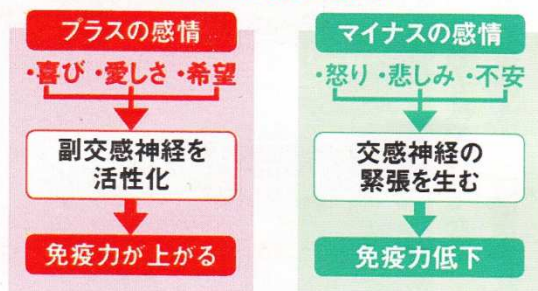 プラスの感情
・喜び ・愛しさ ・希望
副交感神経を
活性化
免疫力が上がる
マイナスの感情
・怒り ・悲しみ ・不安
交感神経の
緊張を生む
免疫力低下